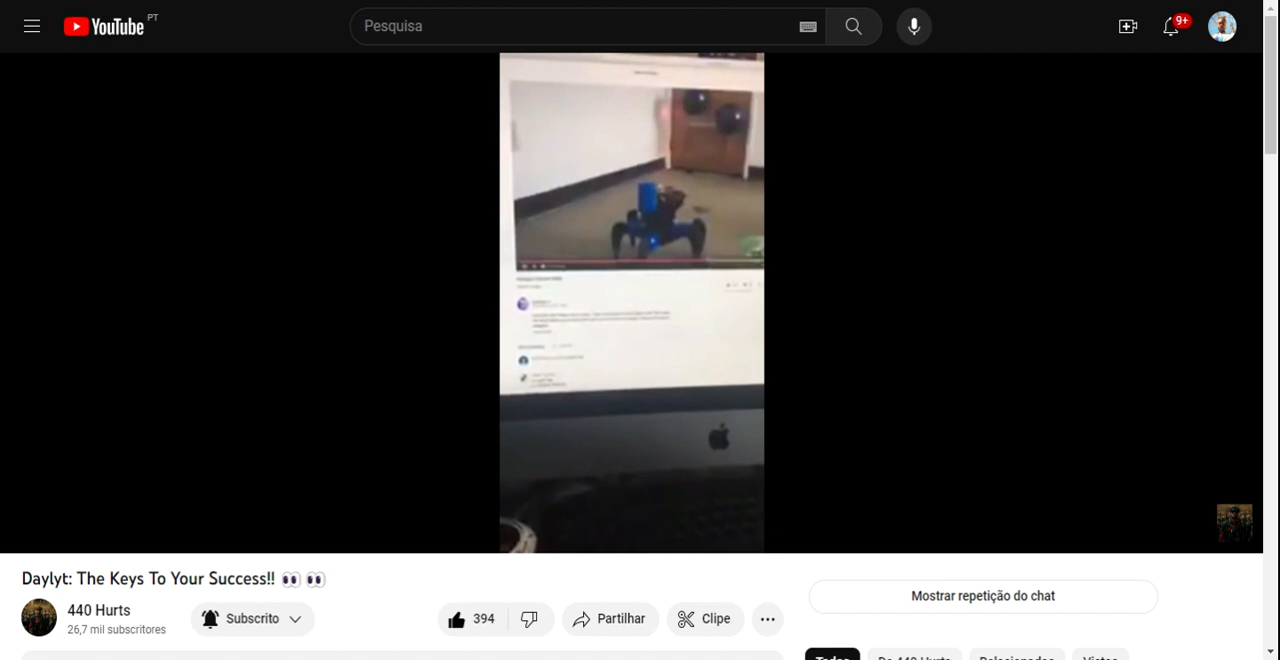 YouTube PT
Pesquisa
9+
Daylyt: The Keys To Your Success!! 👀 👀
440 Hurts
26,7 mil subscritores
Subscrito
394
Partilhar
Clipe
Mostrar repetição do chat
Todos De 440 Hurts Relacionados Vistos